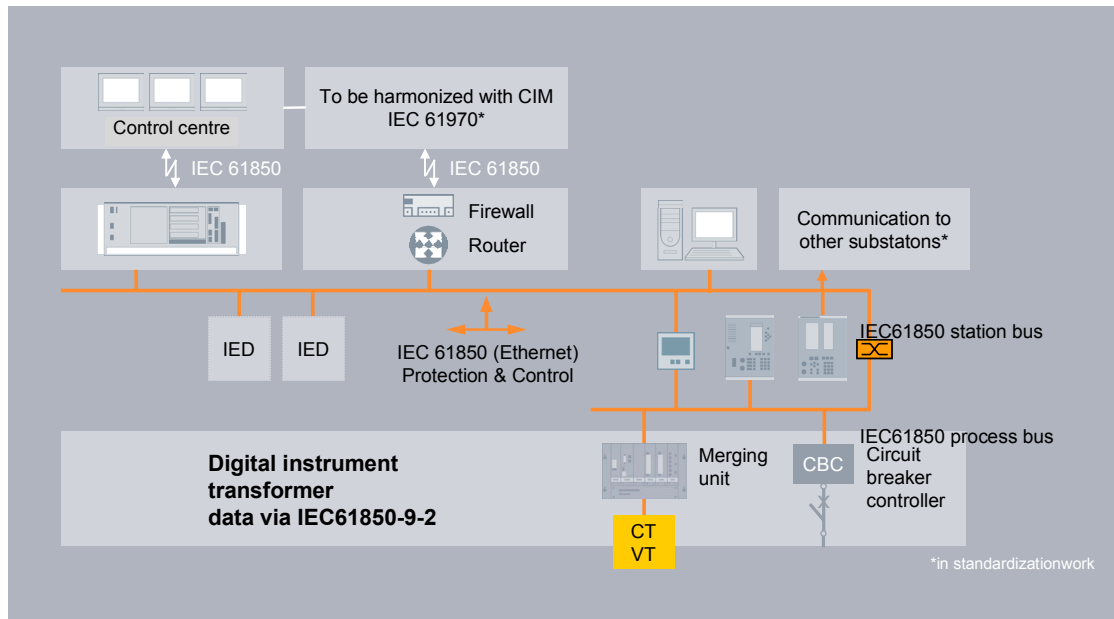 To be harmonized with CIM
IEC 61970*
Control centre
IEC 61850
IEC 61850
Firewall
Router
Communication to
other substatons*
IED
IED
IEC 61850 (Ethernet)
Protection & Control
IEC61850 station bus
IEC61850 process bus
Digital instrument
transformer
data via IEC61850-9-2
Merging
unit
CBC
Circuit
breaker
controller
CT
VT
*in standardizationwork